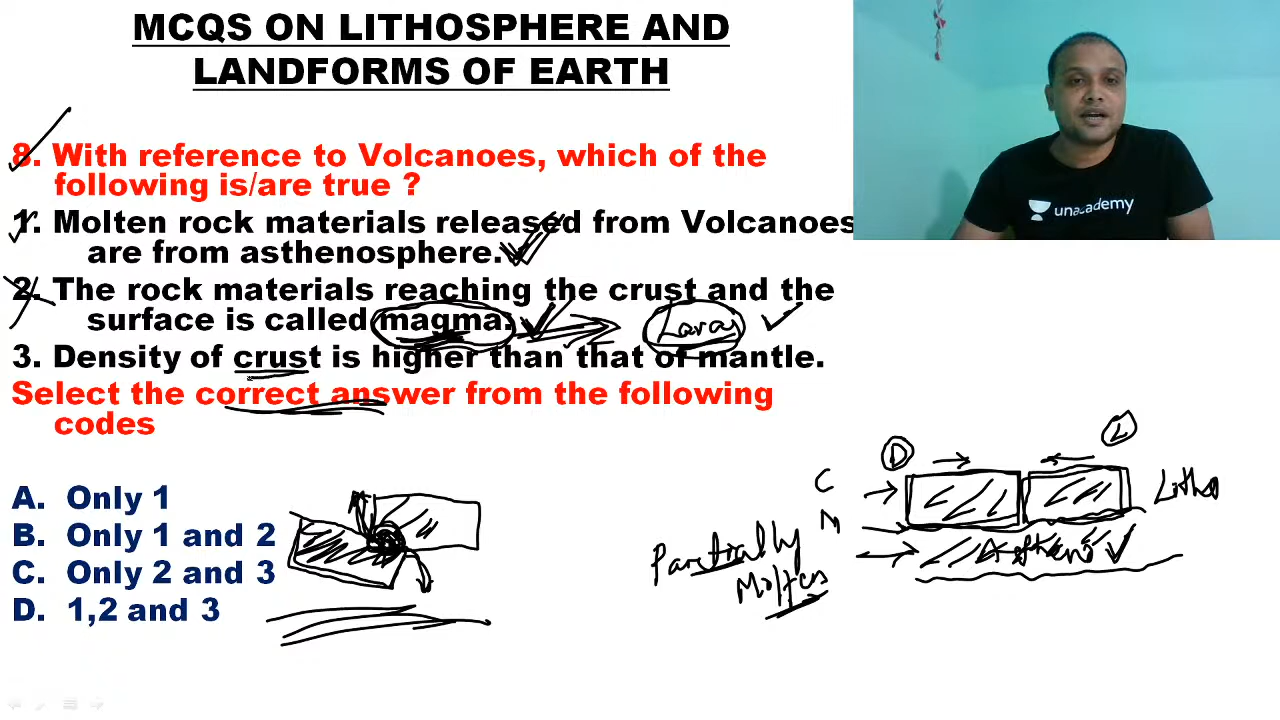 MCQS ON LITHOSPHERE AND
LANDFORMS OF EARTH
unacademy
8. With reference to Volcanoes, which of the
following is/are true ?
1. Molten rock materials released from Volcanoes
are from asthenosphere.
2. The rock materials reaching the crust and the
surface is called magma.
Lava
3. Density of crust is higher than that of mantle.
Select the correct answer from the following
codes
D
L
C
Litho
M
Partially
Molten
Astheno
A. Only 1
B. Only 1 and 2
C. Only 2 and 3
D. 1,2 and 3